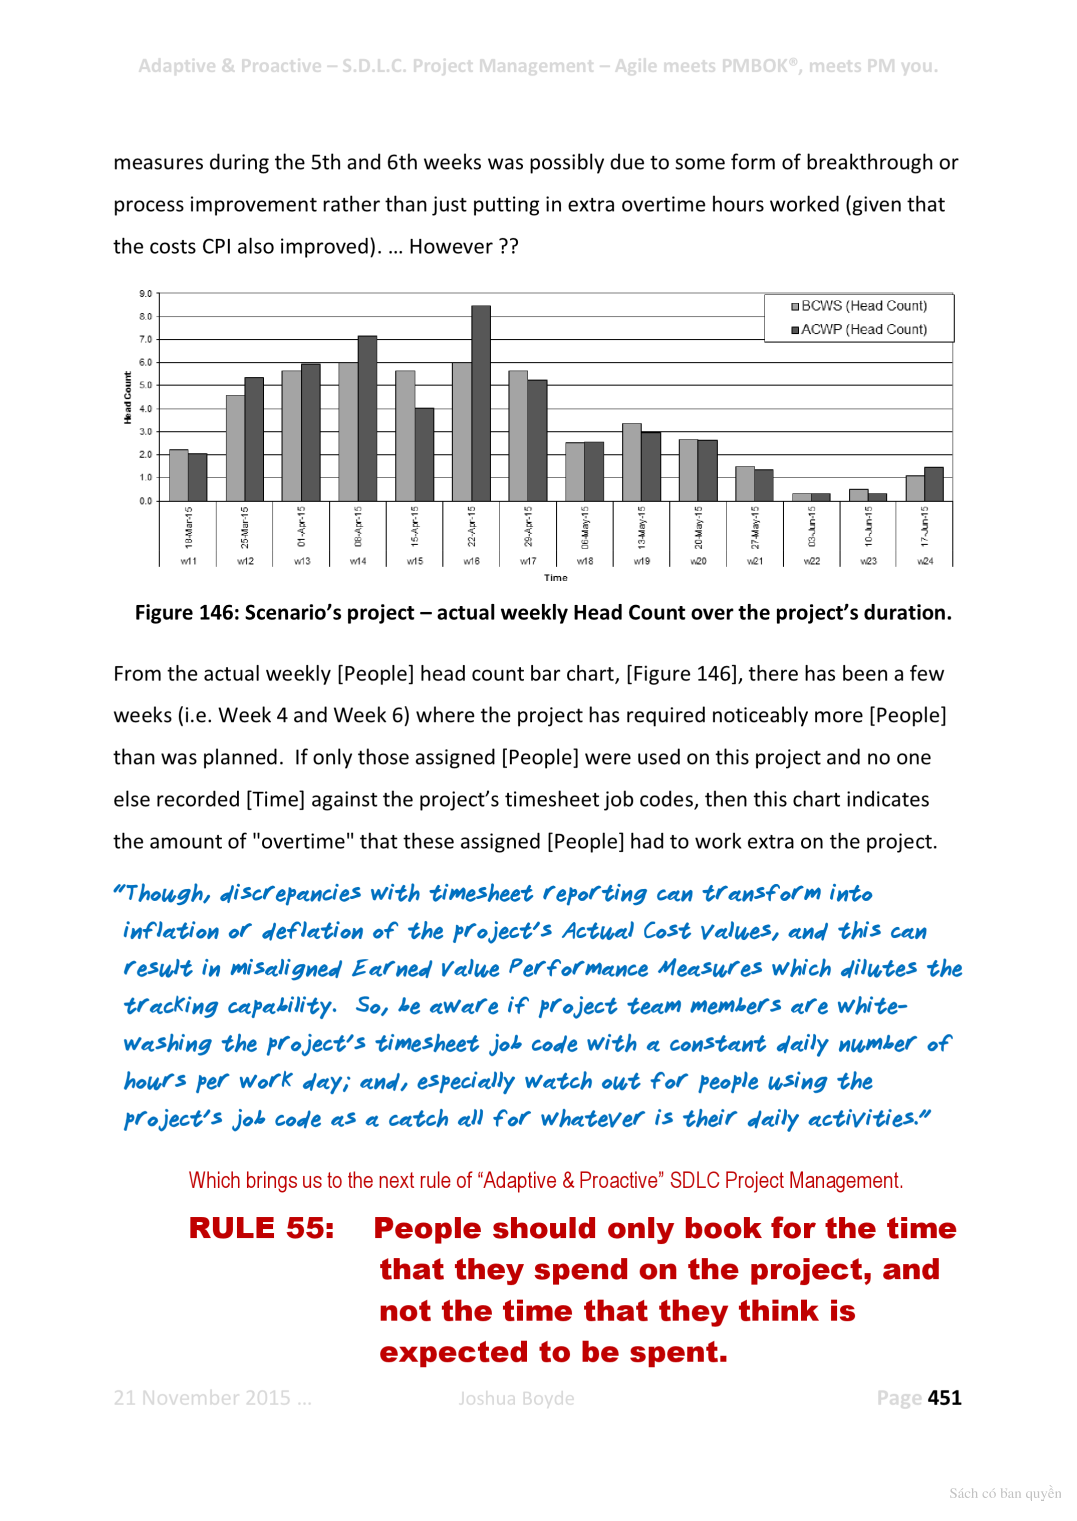 Adaptive & Proactive – S.D.L.C. Project Management – Agile meets PMBOK®, meets PM you.
measures during the 5th and 6th weeks was possibly due to some form of breakthrough or
process improvement rather than just putting in extra overtime hours worked (given that
the costs CPI also improved). … However ??
9.0
8.0
7.0
6.0
5.0
4.0
3.0
2.0
1.0
0.0
Head Count
BCWS (Head Count)
ACWP (Head Count)
18-Mar-15 25-Mar-15 01-Apr-15 08-Apr-15 15-Apr-15 22-Apr-15 29-Apr-15 06-May-15 13-May-15 20-May-15 27-May-15 03-Jun-15 10-Jun-15 17-Jun-15
w11 w12 w13 w14 w15 w16 w17 w18 w19 w20 w21 w22 w23 w24
Time
Figure 146: Scenario’s project – actual weekly Head Count over the project’s duration.
From the actual weekly [People] head count bar chart, [Figure 146], there has been a few
weeks (i.e. Week 4 and Week 6) where the project has required noticeably more [People]
than was planned.  If only those assigned [People] were used on this project and no one
else recorded [Time] against the project’s timesheet job codes, then this chart indicates
the amount of "overtime" that these assigned [People] had to work extra on the project.
“Though, discrepancies with timesheet reporting can transform into
inflation or deflation of the project’s Actual Cost Values, and this can
result in misaligned Earned Value Performance Measures which dilutes the
tracking capability.  So, be aware if project team members are white-
washing the project’s timesheet job code with a constant daily number of
hours per work day; and, especially watch out for people using the
project’s job code as a catch all for whatever is their daily activities.”
Which brings us to the next rule of “Adaptive & Proactive” SDLC Project Management.
RULE 55: People should only book for the time
that they spend on the project, and
not the time that they think is
expected to be spent.
21 November 2015 … Joshua Boyde Page 451
Sách có bản quyền